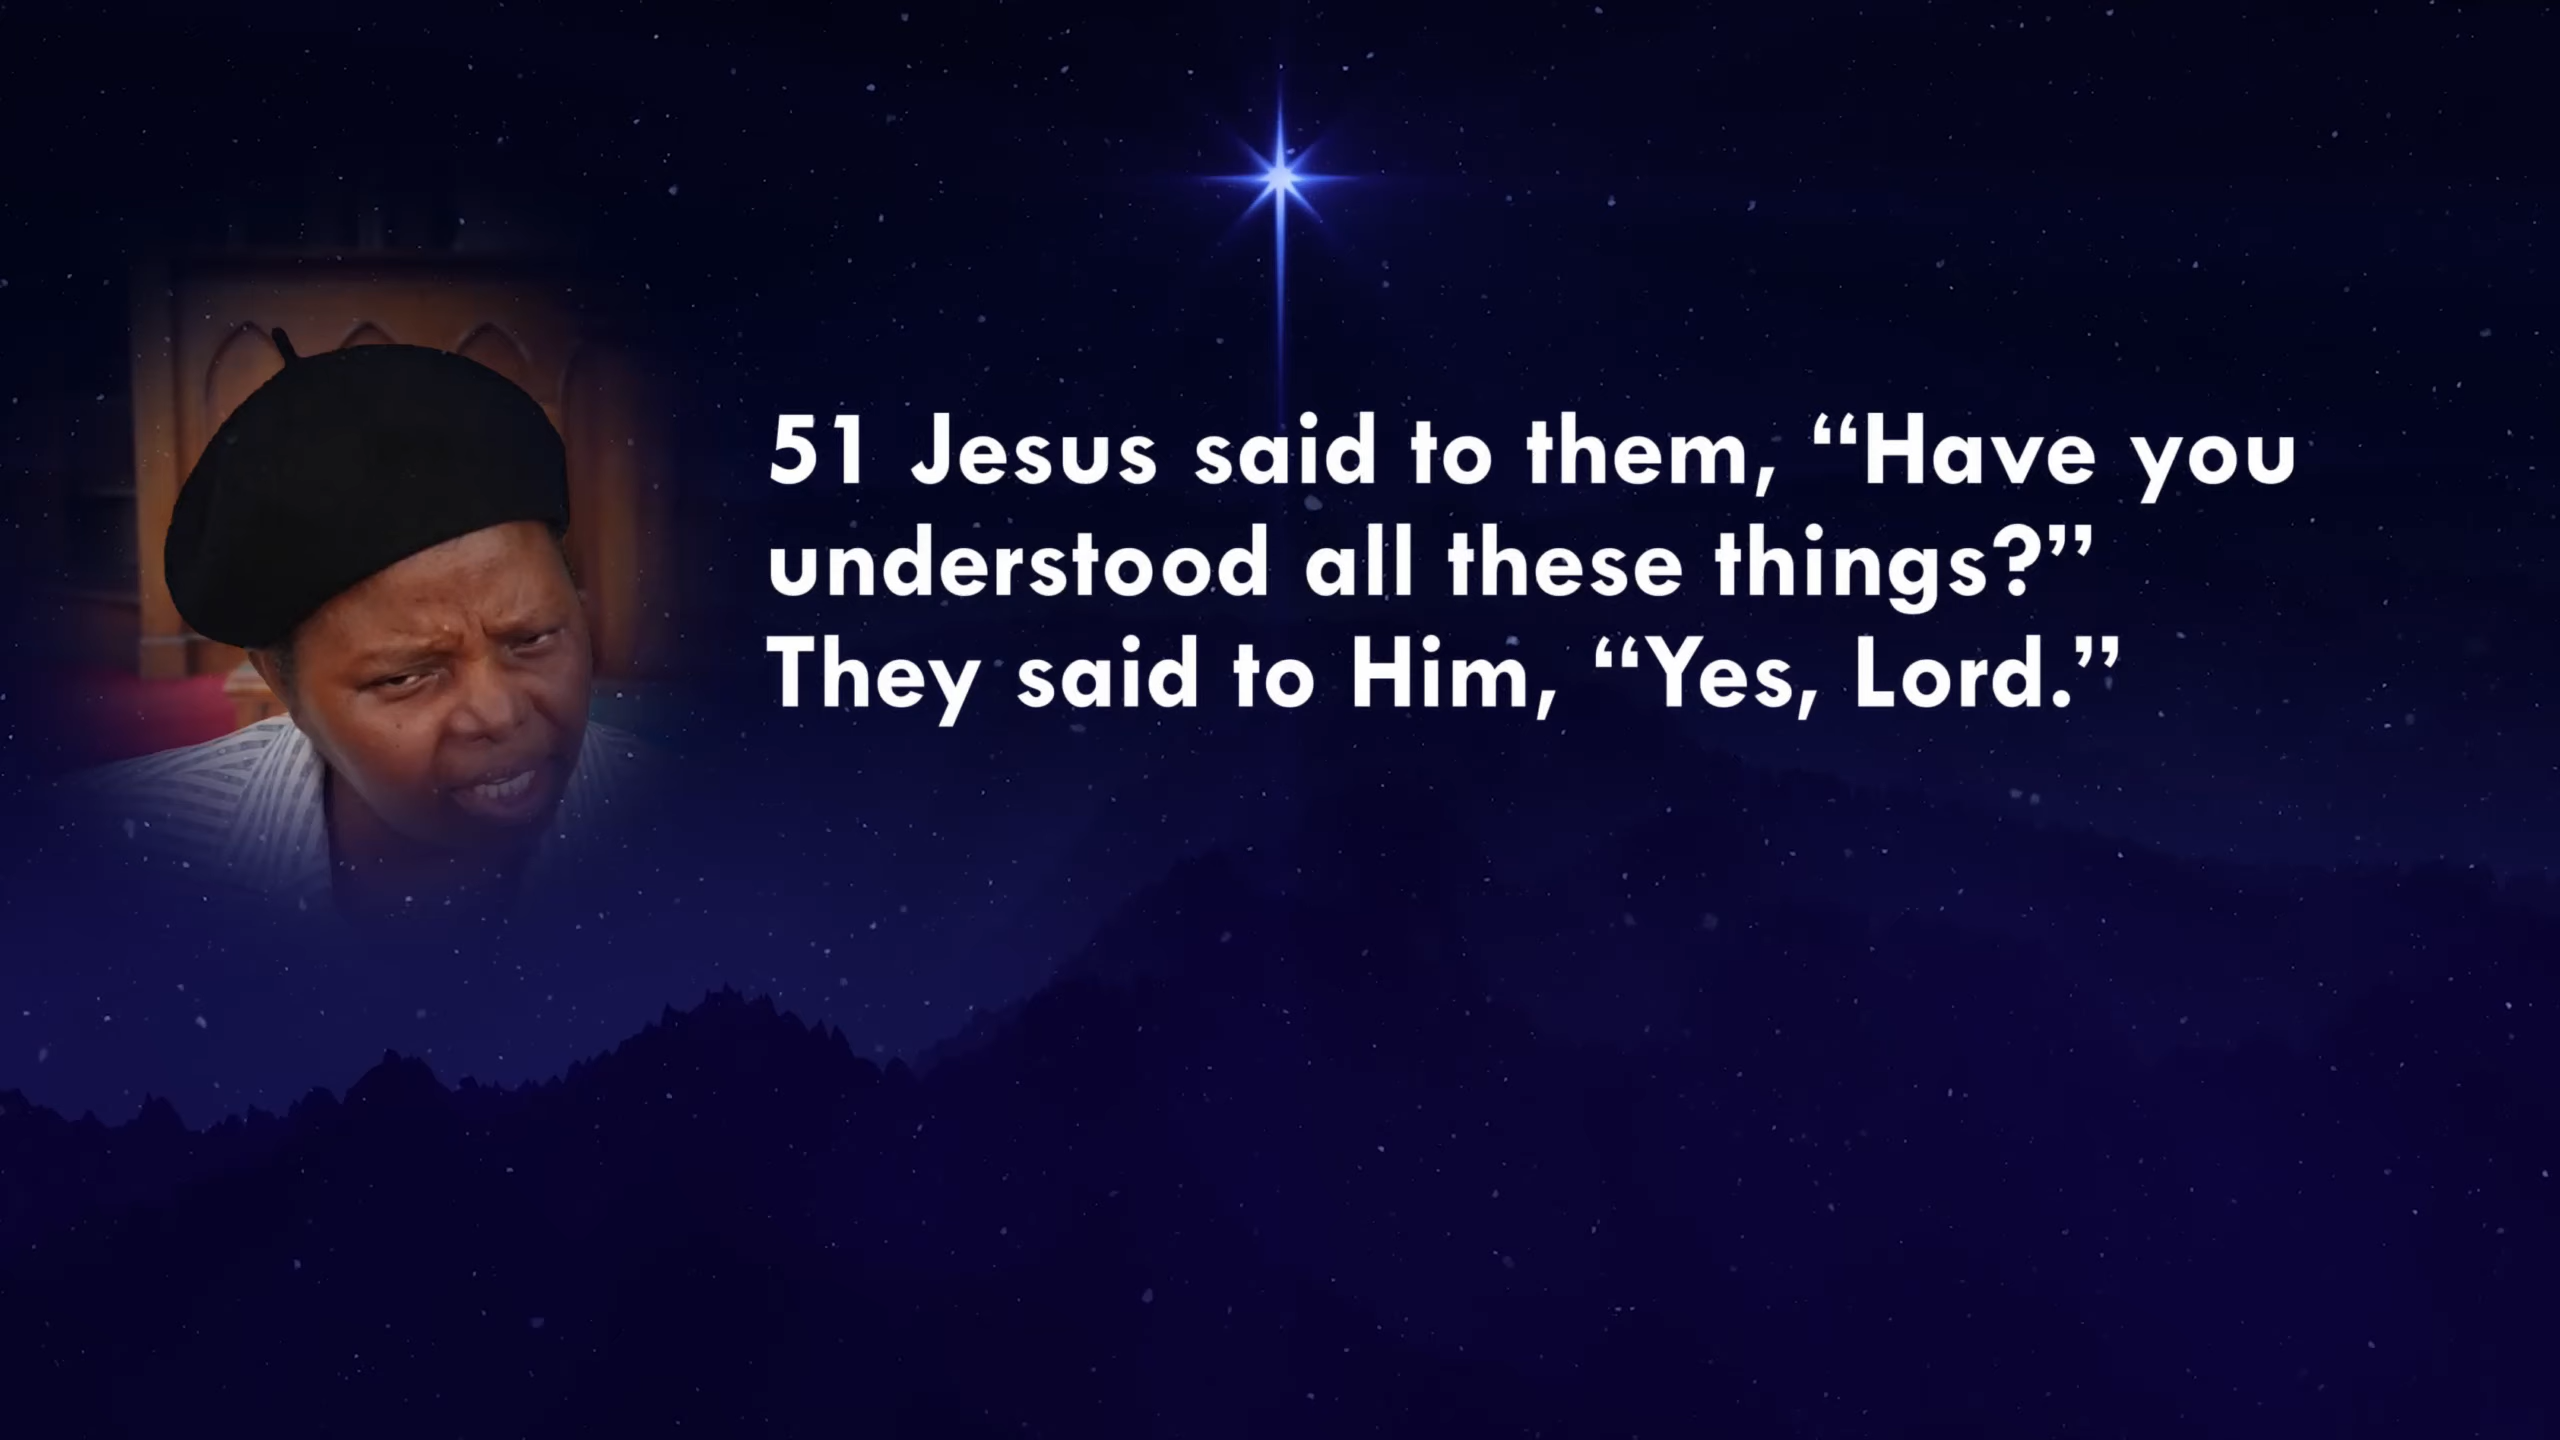 51 Jesus said to them, “Have you
understood all these things?”
They said to Him, “Yes, Lord.”